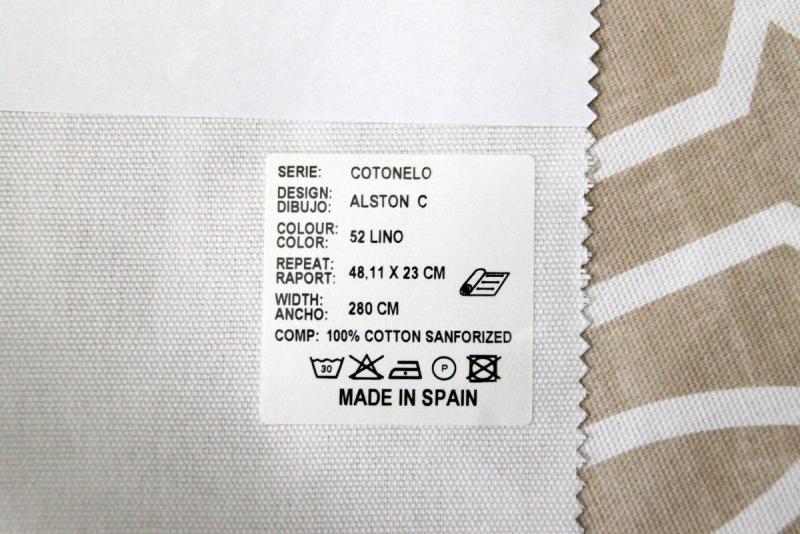 SERIE: COTONELO
DESIGN:
DIBUJO: ALSTON C
COLOUR:
COLOR: 52 LINO
REPEAT:
RAPORT: 48,11 X 23 CM
WIDTH:
ANCHO: 280 CM
COMP: 100% COTTON SANFORIZED
30 P
MADE IN SPAIN